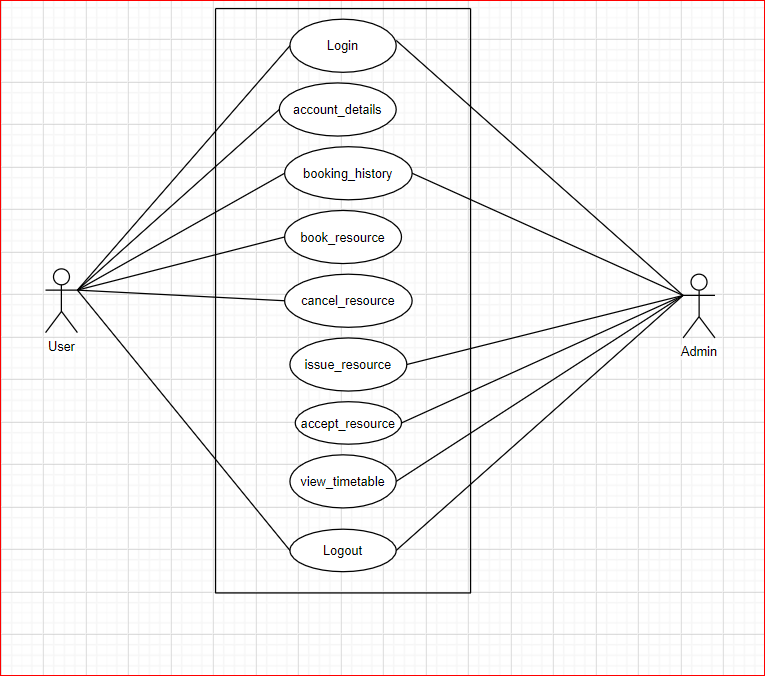 Login
account_details
booking_history
book_resource
cancel_resource
User
issue_resource
Admin
accept_resource
view_timetable
Logout